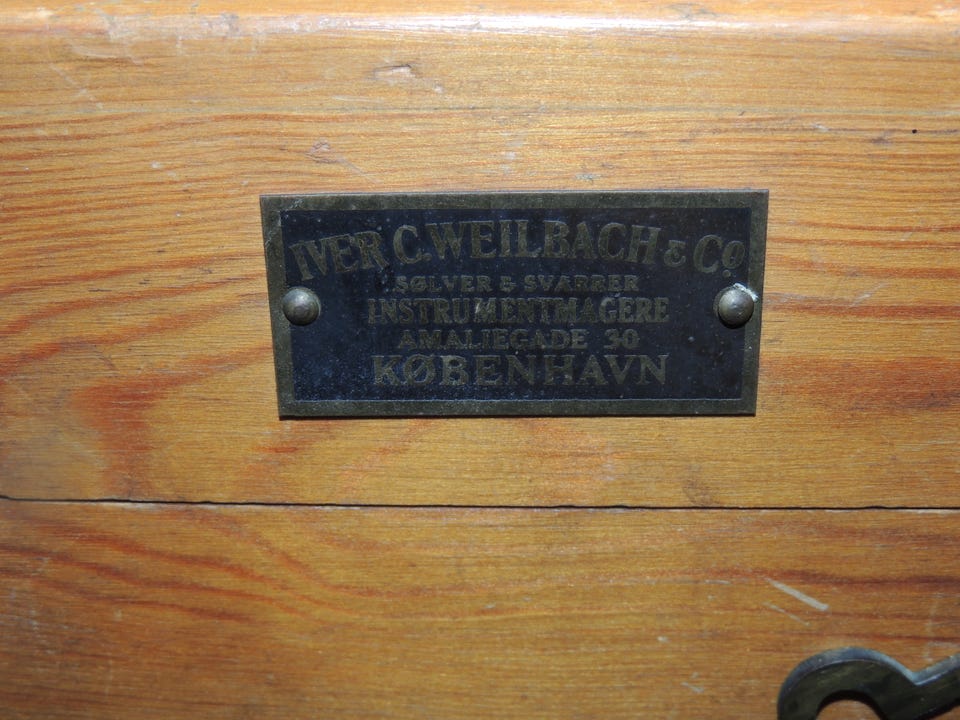 IVER C. WEILBACH & Co.
SØLVER & SVARRER
INSTRUMENTMAGERE
AMALIEGADE 30
KØBENHAVN